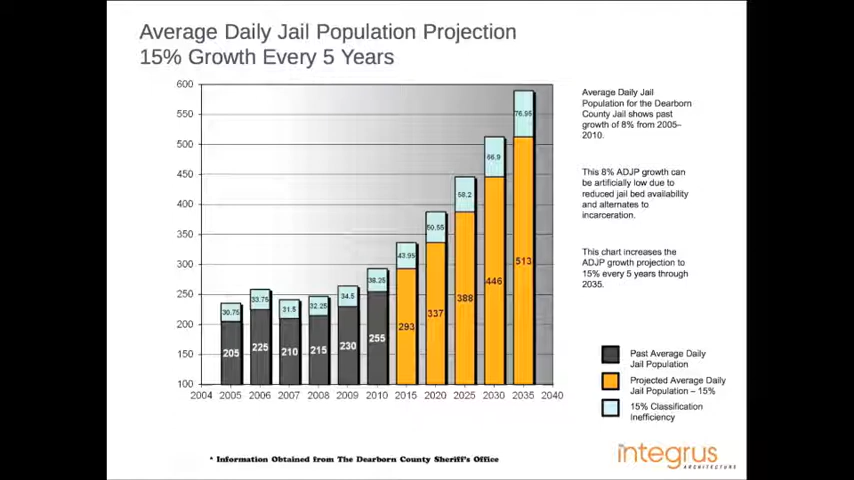 Average Daily Jail Population Projection
15% Growth Every 5 Years
600
550
500
450
400
350
300
250
200
150
100
30.75
33.75
31.5
32.25
34.5
38.25
43.95
50.55
58.2
66.9
76.95
205
225
210
215
230
255
293
337
388
446
513
2004 2005 2006 2007 2008 2009 2010 2015 2020 2025 2030 2035 2040
Average Daily Jail
Population for the Dearborn
County Jail shows past
growth of 8% from 2005–
2010.
This 8% ADJP growth can
be artificially low due to
reduced jail bed availability
and alternates to
incarceration.
This chart increases the
ADJP growth projection to
15% every 5 years through
2035.
Past Average Daily
Jail Population
Projected Average Daily
Jail Population – 15%
15% Classification
Inefficiency
* Information Obtained from The Dearborn County Sheriff's Office
integrus
ARCHITECTURE